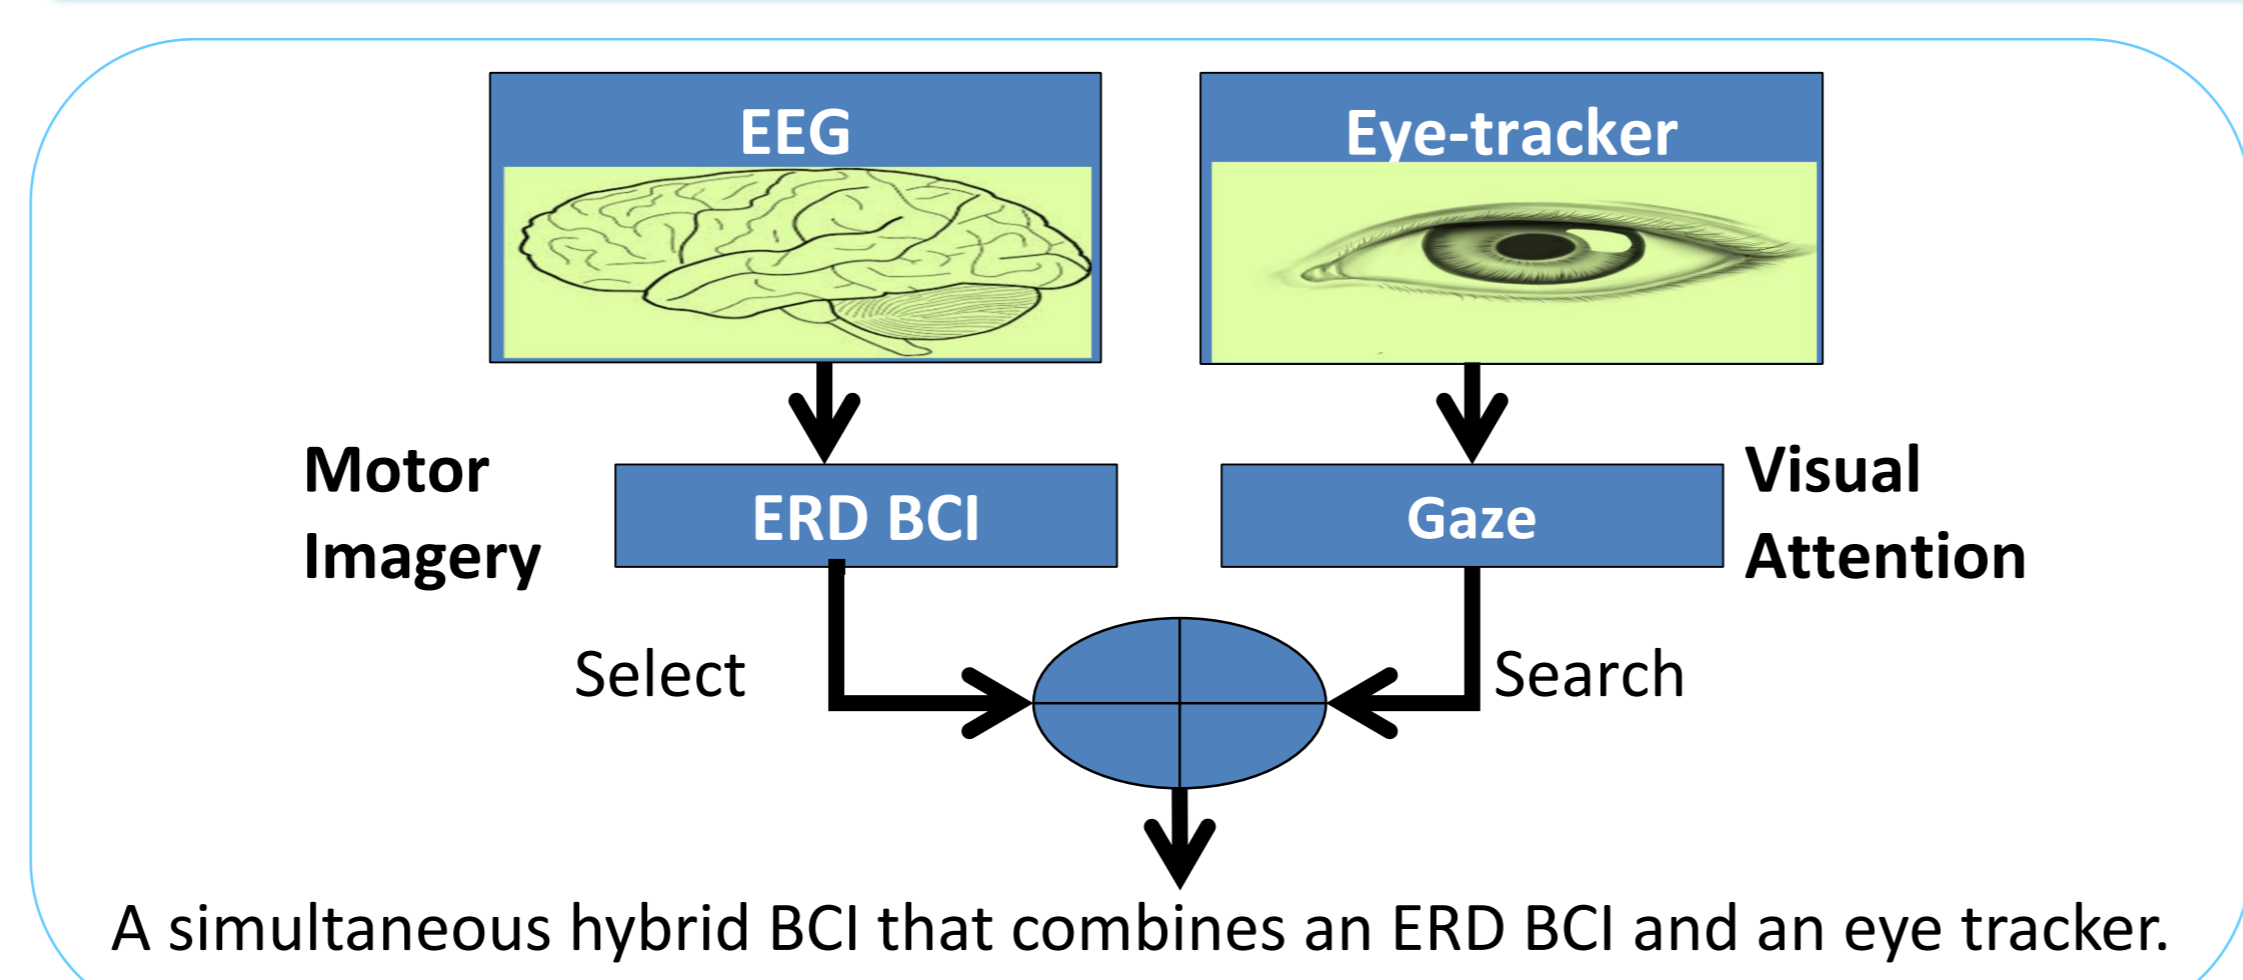 EEG
Eye-tracker
Motor
Imagery
ERD BCI
Gaze
Visual
Attention
Select
Search
A simultaneous hybrid BCI that combines an ERD BCI and an eye tracker.